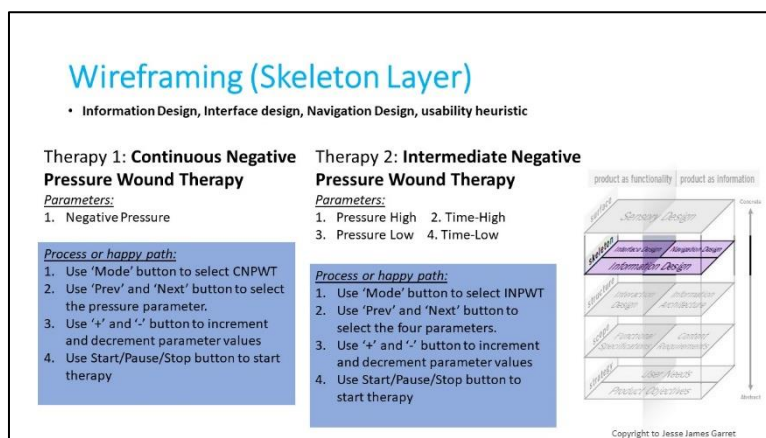 Wireframing (Skeleton Layer)
• Information Design, Interface design, Navigation Design, usability heuristic
Therapy 1: Continuous Negative
Pressure Wound Therapy
Parameters:
1. Negative Pressure
Process or happy path:
1. Use ‘Mode’ button to select CNPWT
2. Use ‘Prev’ and ‘Next’ button to select
the pressure parameter.
3. Use ‘+’ and ‘-’ button to increment
and decrement parameter values
4. Use Start/Pause/Stop button to start
therapy
Therapy 2: Intermediate Negative
Pressure Wound Therapy
Parameters:
1. Pressure High 2. Time-High
3. Pressure Low 4. Time-Low
Process or happy path:
1. Use ‘Mode’ button to select INPWT
2. Use ‘Prev’ and ‘Next’ button to
select the four parameters.
3. Use ‘+’ and ‘-’ button to increment
and decrement parameter values
4. Use Start/Pause/Stop button to
start therapy
product as functionality product as information
Concrete
surface
Sensory Design
skeleton
Interface Design Navigation Design
Information Design
structure
Interaction Design
Information Architecture
scope
Functional Specifications
Content Requirements
strategy
User Needs
Product Objectives
Abstract
Copyright to Jesse James Garret